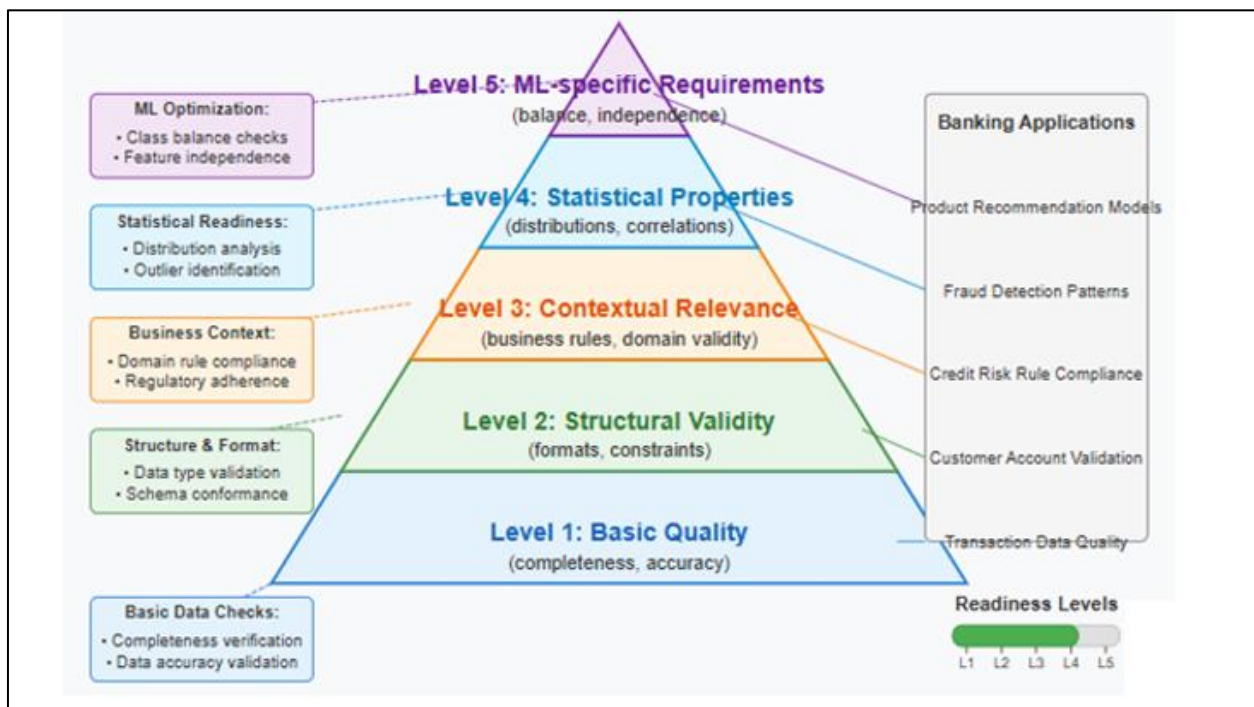 Level 5: ML-specific Requirements
(balance, independence)
Level 4: Statistical Properties
(distributions, correlations)
Level 3: Contextual Relevance
(business rules, domain validity)
Level 2: Structural Validity
(formats, constraints)
Level 1: Basic Quality
(completeness, accuracy)
ML Optimization:
• Class balance checks
• Feature independence
Statistical Readiness:
• Distribution analysis
• Outlier identification
Business Context:
• Domain rule compliance
• Regulatory adherence
Structure & Format:
• Data type validation
• Schema conformance
Basic Data Checks:
• Completeness verification
• Data accuracy validation
Banking Applications
Product Recommendation Models
Fraud Detection Patterns
Credit Risk Rule Compliance
Customer Account Validation
Transaction Data Quality
Readiness Levels
L1 L2 L3 L4 L5